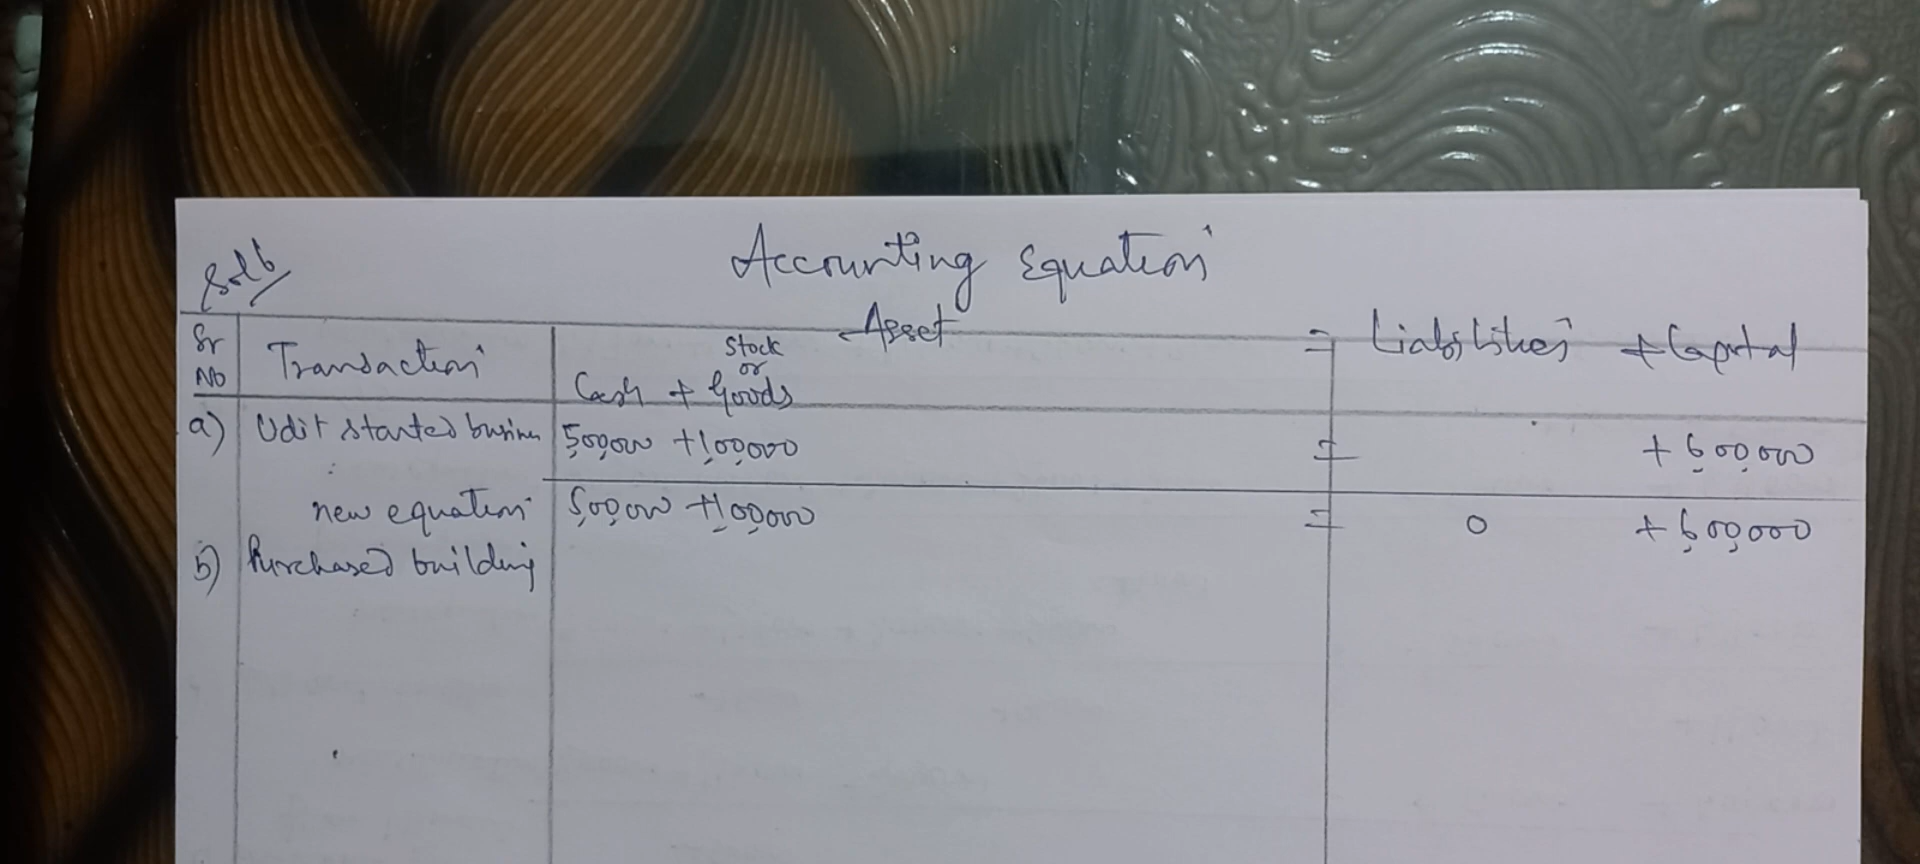 Sol 6
Accounting Equation
Sr No
Transaction
Asset
Cash + Stock or Goods
= Liabilities + Capital
a) Udit started busines 5,00,000 +1,00,000 = + 6,00,000
new equation 5,00,000 +1,00,000 = 0 + 6,00,000
b) Purchased building